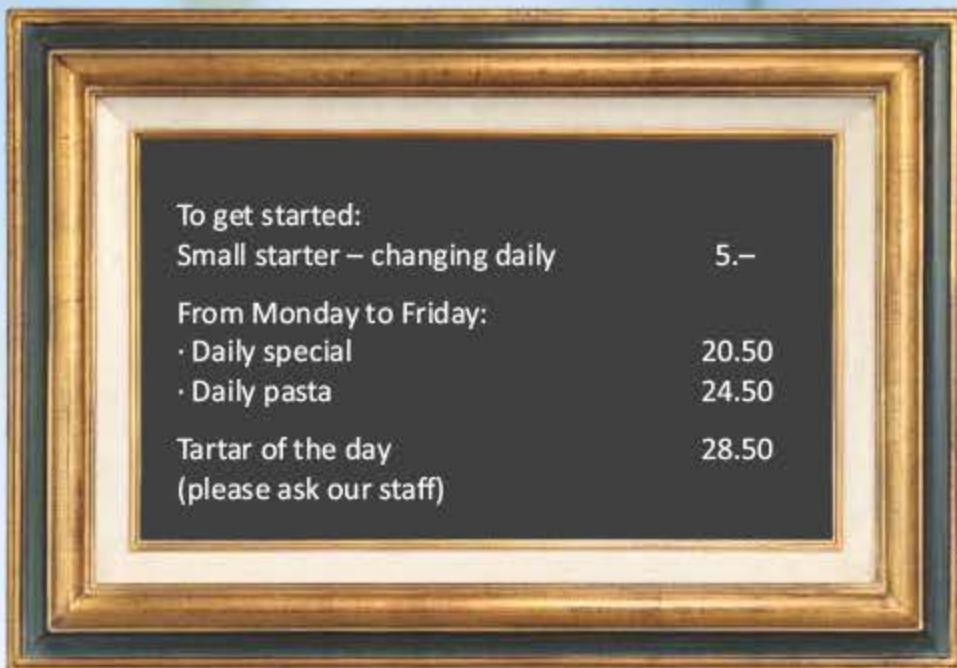 To get started:
Small starter – changing daily 5.–
From Monday to Friday:
· Daily special 20.50
· Daily pasta 24.50
Tartar of the day 28.50
(please ask our staff)